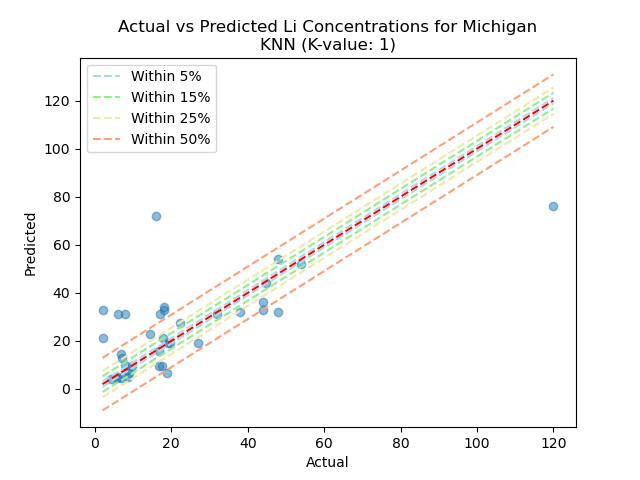 Actual vs Predicted Li Concentrations for Michigan
KNN (K-value: 1)
Within 5%
Within 15%
Within 25%
Within 50%
120
100
80
60
40
20
0
Predicted
0 20 40 60 80 100 120
Actual